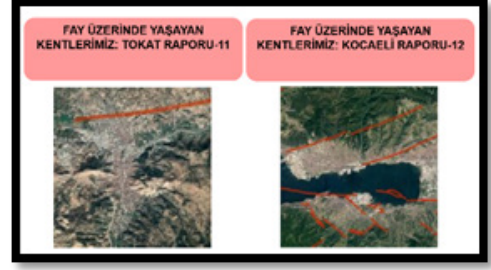 FAY ÜZERİNDE YAŞAYAN
KENTLERİMİZ: TOKAT RAPORU-11
FAY ÜZERİNDE YAŞAYAN
KENTLERİMİZ: KOCAELİ RAPORU-12